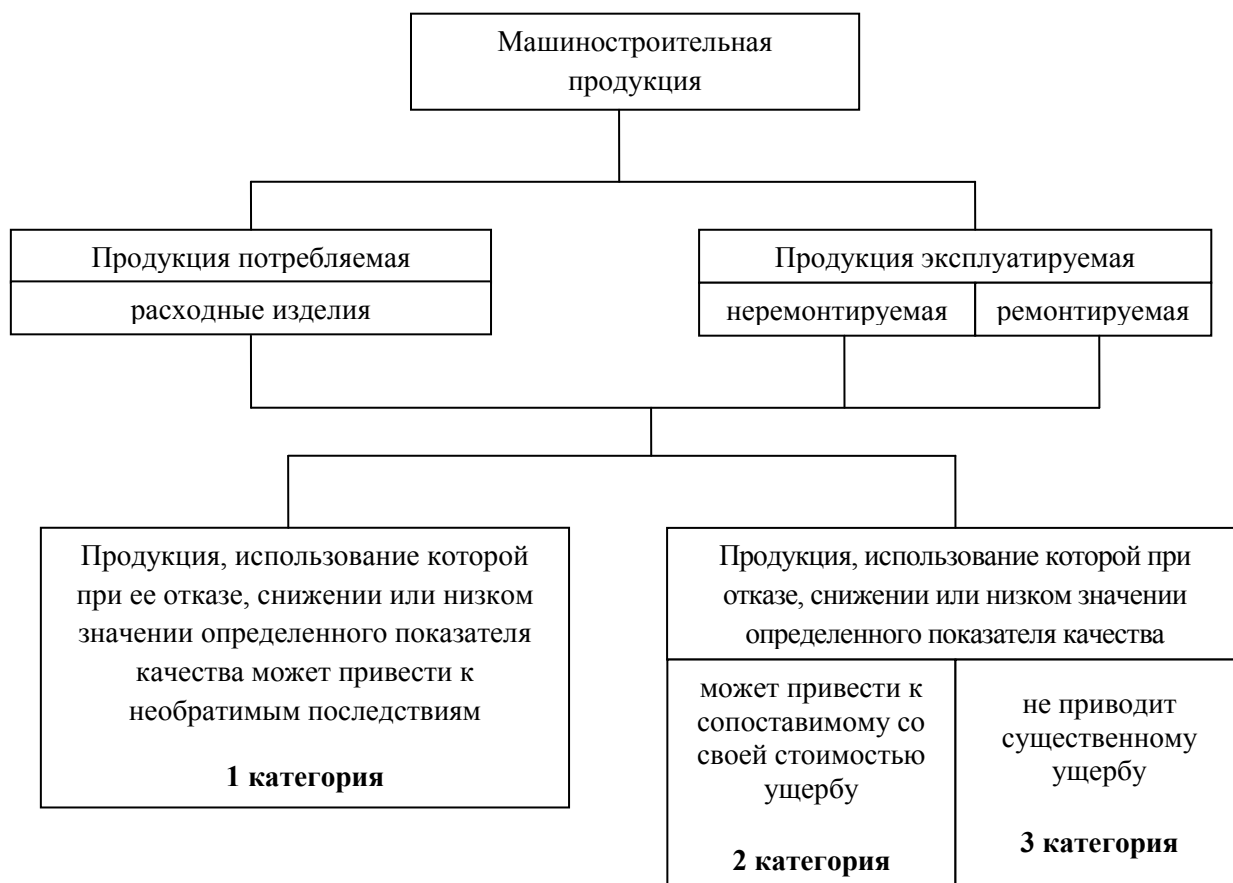 Машиностроительная
продукция
Продукция потребляемая
расходные изделия
Продукция эксплуатируемая
неремонтируемая
ремонтируемая
Продукция, использование которой
при ее отказе, снижении или низком
значении определенного показателя
качества может привести к
необратимым последствиям
1 категория
Продукция, использование которой при
отказе, снижении или низком значении
определенного показателя качества
может привести к
сопоставимому со
своей стоимостью
ущербу
2 категория
не приводит
существенному
ущербу
3 категория